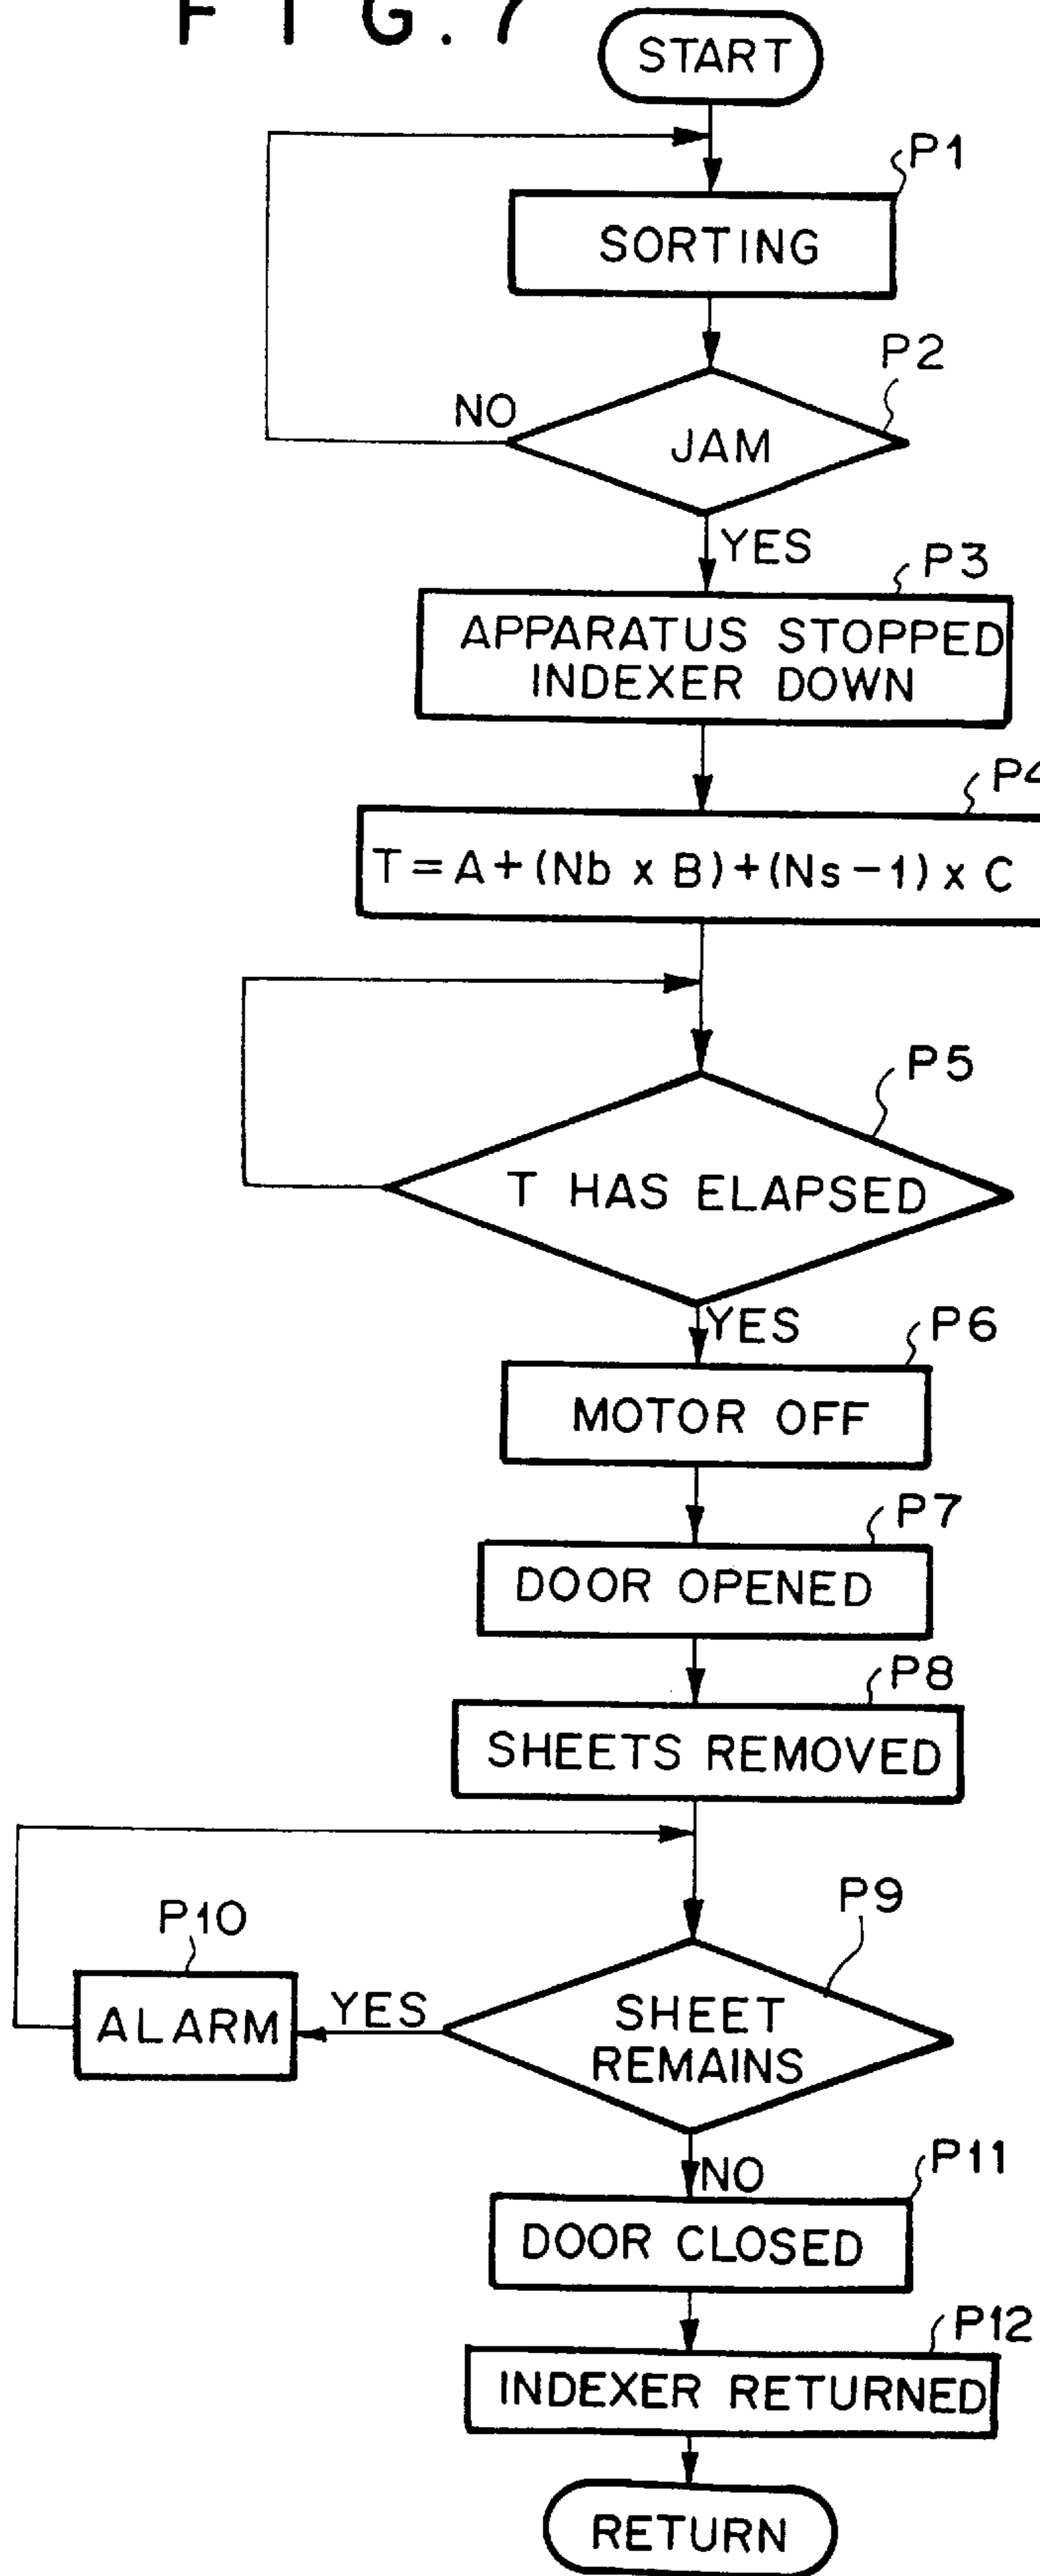 FIG. 7
START
P1
SORTING
P2
NO
JAM
YES
P3
APPARATUS STOPPED
INDEXER DOWN
P4
T = A + (Nb x B) + (Ns - 1) x C
P5
T HAS ELAPSED
YES
P6
MOTOR OFF
P7
DOOR OPENED
P8
SHEETS REMOVED
P9
P10
SHEET
REMAINS
YES
ALARM
NO
P11
DOOR CLOSED
P12
INDEXER RETURNED
RETURN